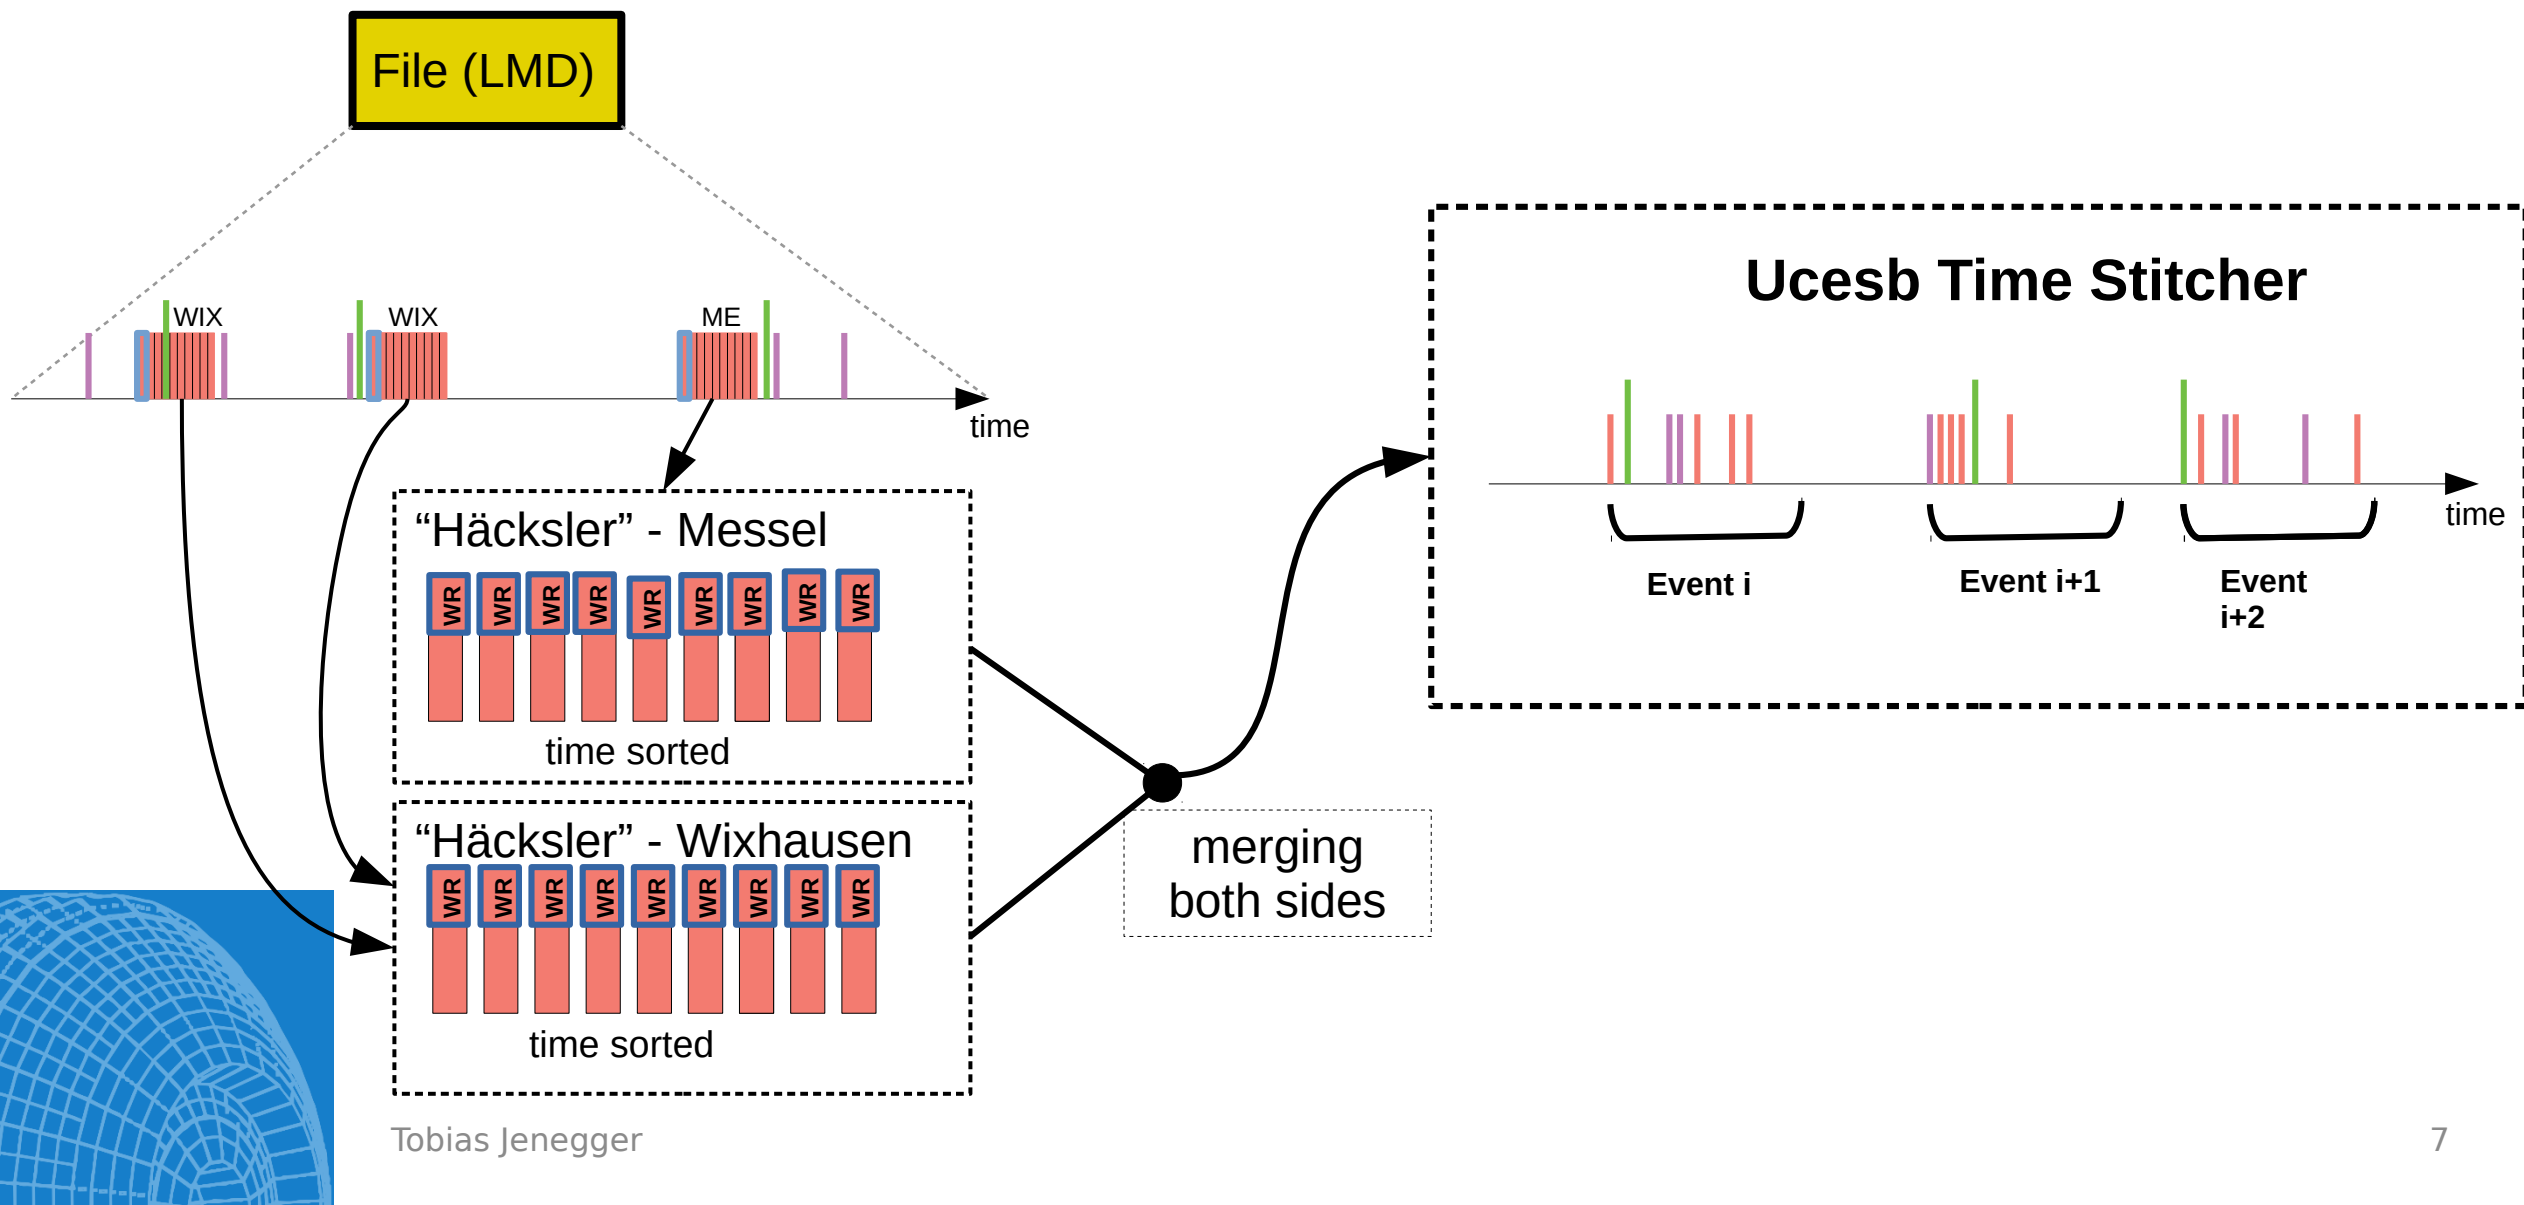 File (LMD)
WIX
WIX
ME
time
“Häcksler” - Messel
WR WR WR WR WR WR WR WR WR
time sorted
“Häcksler” - Wixhausen
WR WR WR WR WR WR WR WR WR
time sorted
merging
both sides
Ucesb Time Stitcher
time
Event i
Event i+1
Event
i+2
Tobias Jenegger
7